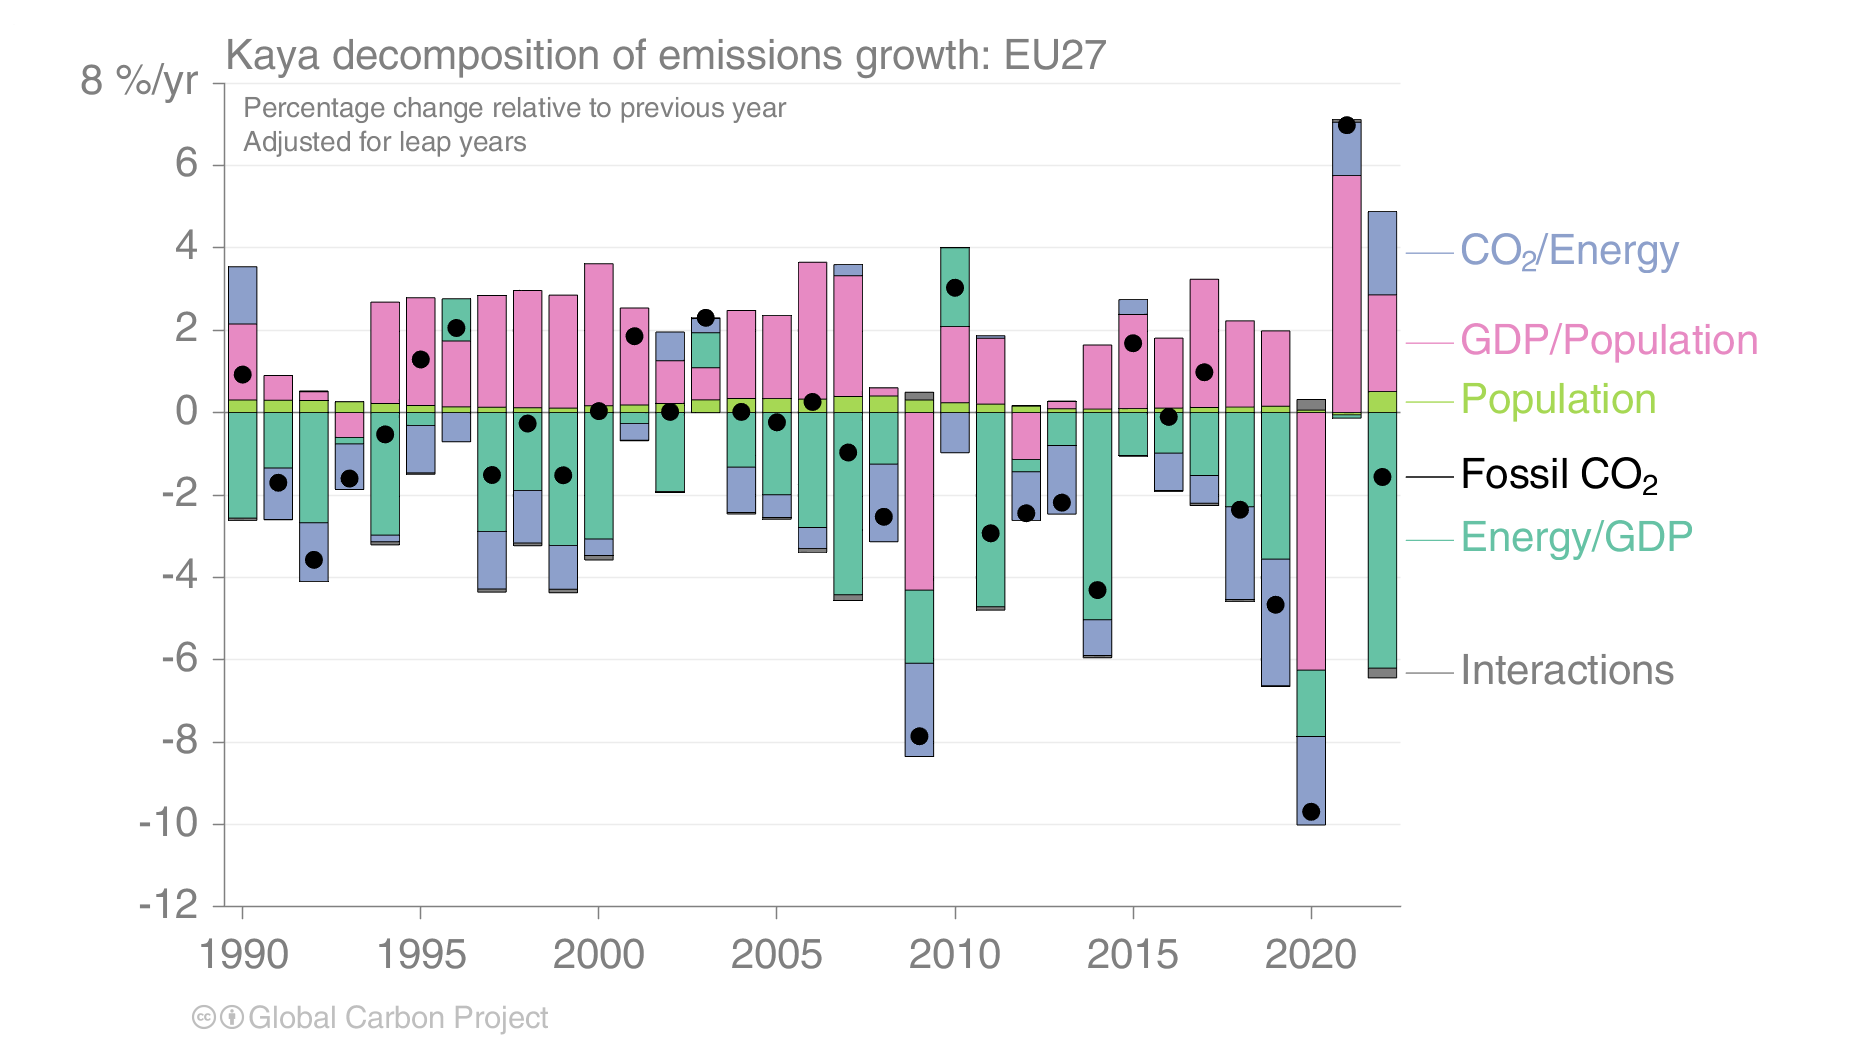 Kaya decomposition of emissions growth: EU27
8 %/yr
Percentage change relative to previous year
Adjusted for leap years
6
4
2
0
-2
-4
-6
-8
-10
-12
CO₂/Energy
GDP/Population
Population
Fossil CO₂
Energy/GDP
Interactions
1990 1995 2000 2005 2010 2015 2020
cc Global Carbon Project